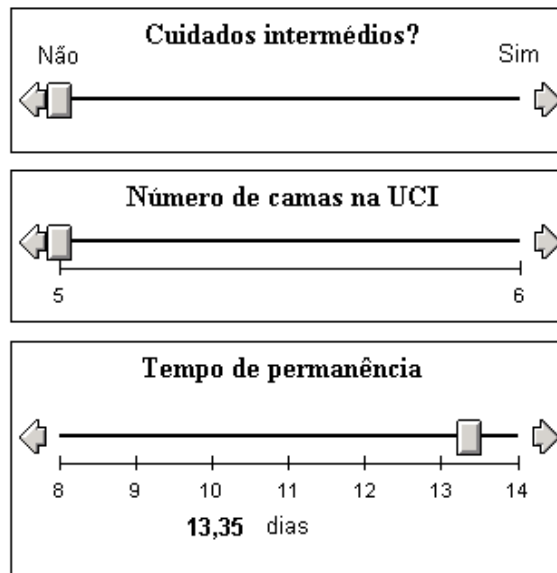 Cuidados intermédios?
Não Sim
Número de camas na UCI
5 6
Tempo de permanência
8 9 10 11 12 13 14
13,35 dias